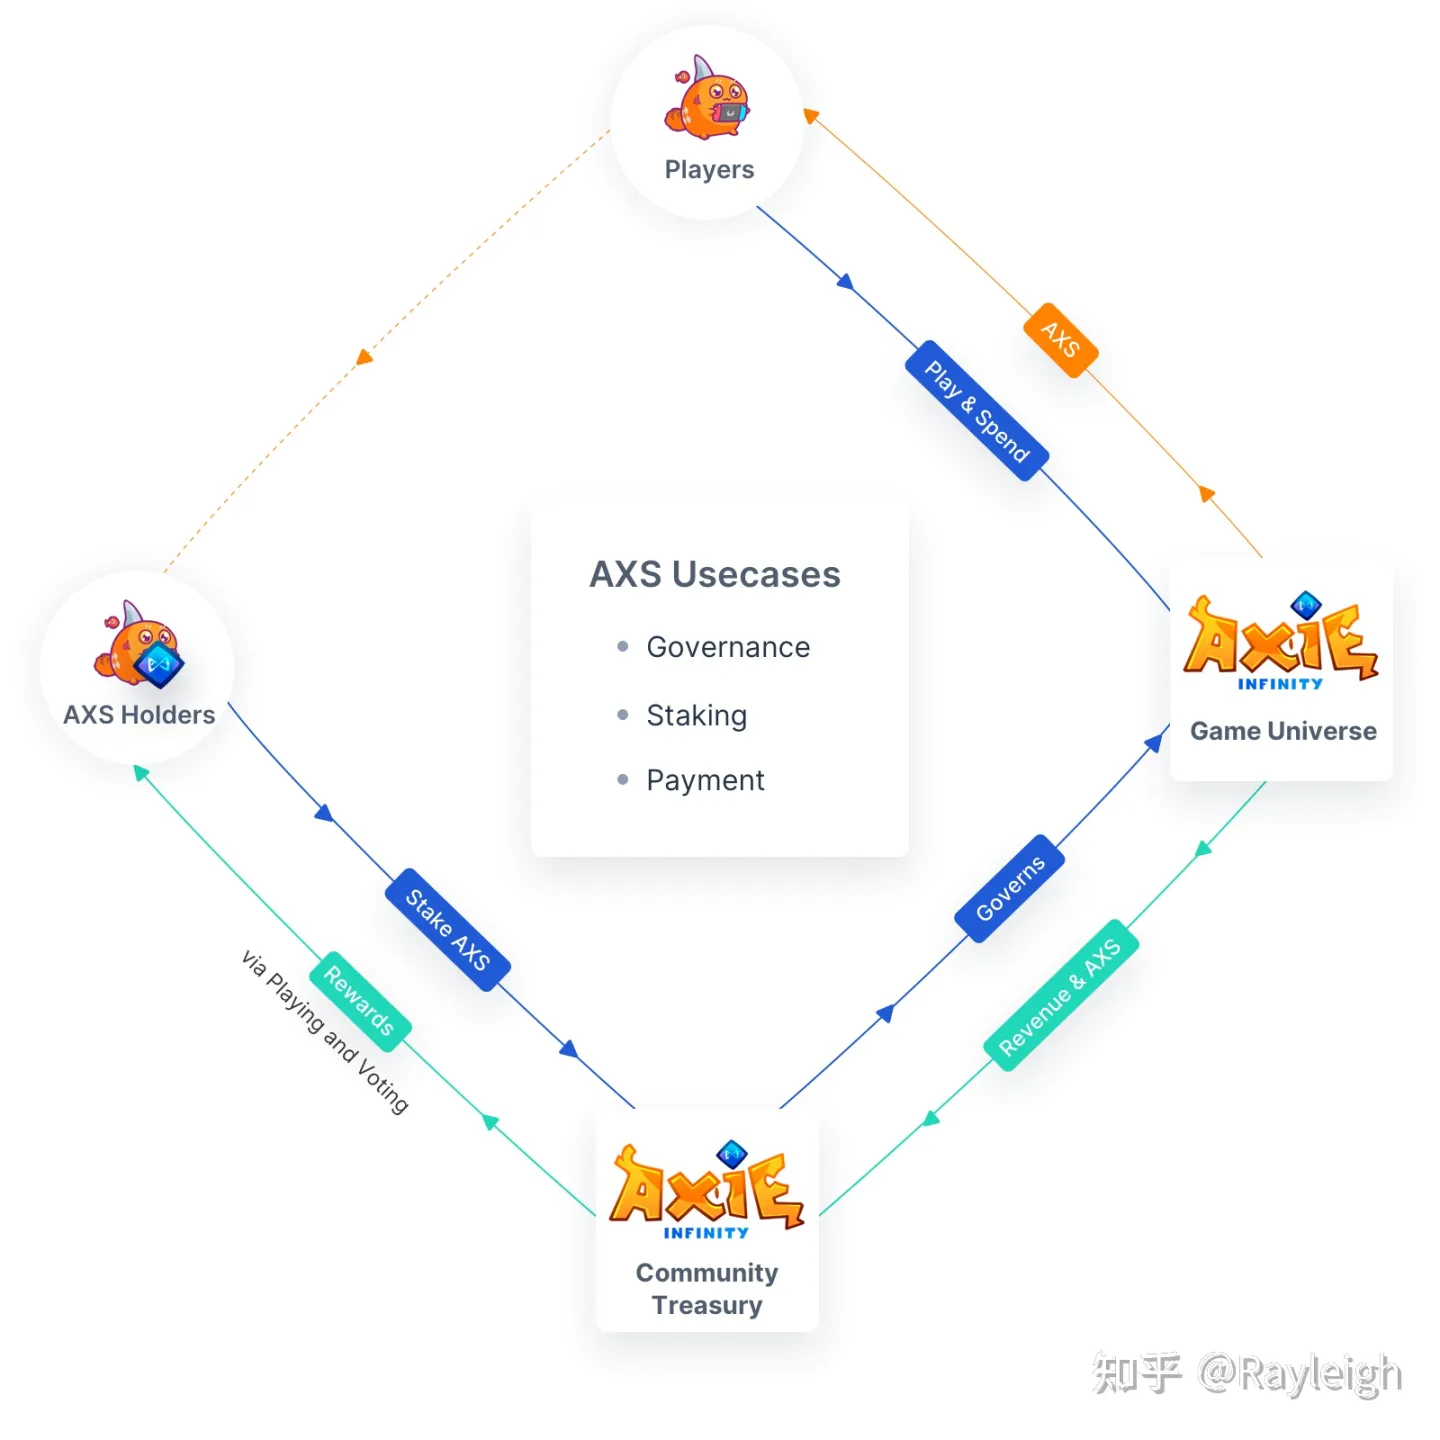 Players
AXS
Play & Spend
AXS Usecases
Governance
Staking
Payment
AXIE
INFINITY
Game Universe
AXS Holders
Stake AXS
Governs
Rewards
via Playing and Voting
Revenue & AXS
AXIE
INFINITY
Community
Treasury
知乎 @Rayleigh